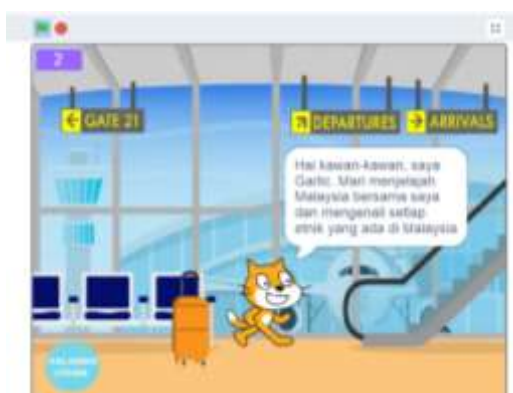 2
GATE 21
DEPARTURES
ARRIVALS
Hai kawan-kawan, saya
Garfic. Mari menjelajah
Malaysia bersama saya
dan mengenali setiap
etnik yang ada di Malaysia